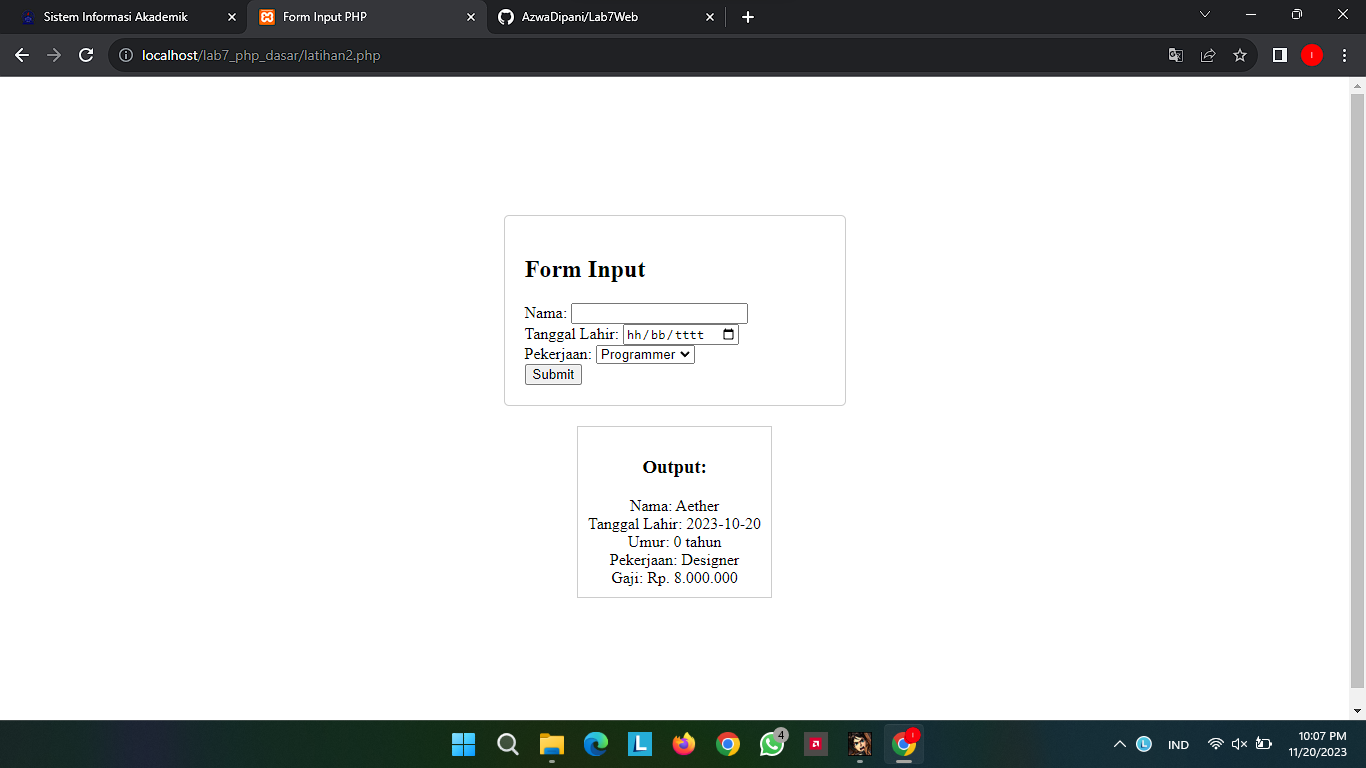 Sistem Informasi Akademik
Form Input PHP
AzwaDipani/Lab7Web
localhost/lab7_php_dasar/latihan2.php
Form Input
Nama:
Tanggal Lahir: hh/bb/tttt
Pekerjaan: Programmer
Submit
Output:
Nama: Aether
Tanggal Lahir: 2023-10-20
Umur: 0 tahun
Pekerjaan: Designer
Gaji: Rp. 8.000.000
L
4
L
IND
10:07 PM
11/20/2023